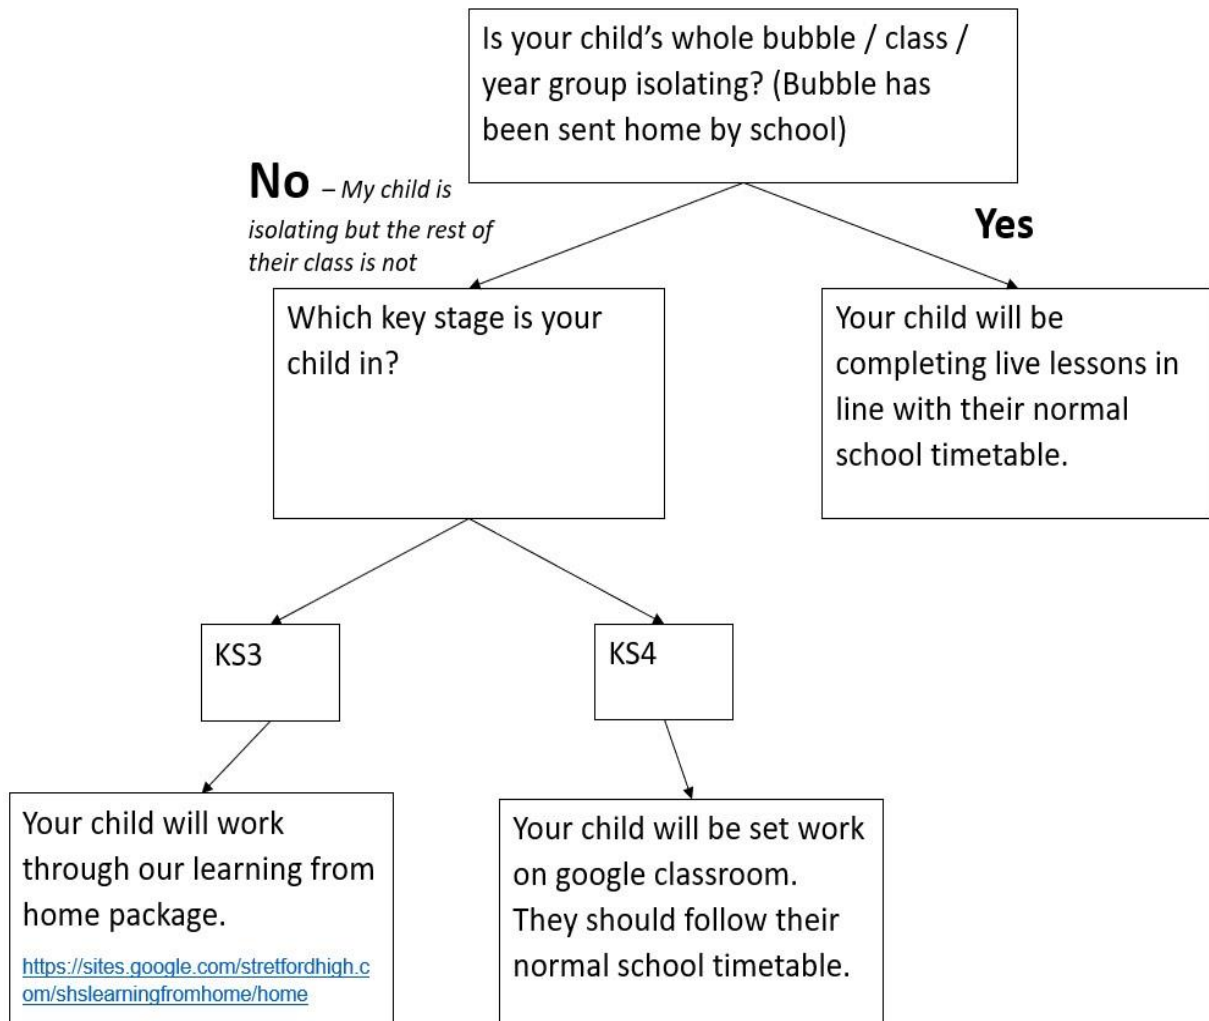 Is your child’s whole bubble / class /
year group isolating? (Bubble has
been sent home by school)
No – My child is
isolating but the rest of
their class is not
Yes
Which key stage is your
child in?
Your child will be
completing live lessons in
line with their normal
school timetable.
KS3
KS4
Your child will work
through our learning from
home package.
https://sites.google.com/stretfordhigh.c
om/shslearningfromhome/home
Your child will be set work
on google classroom.
They should follow their
normal school timetable.